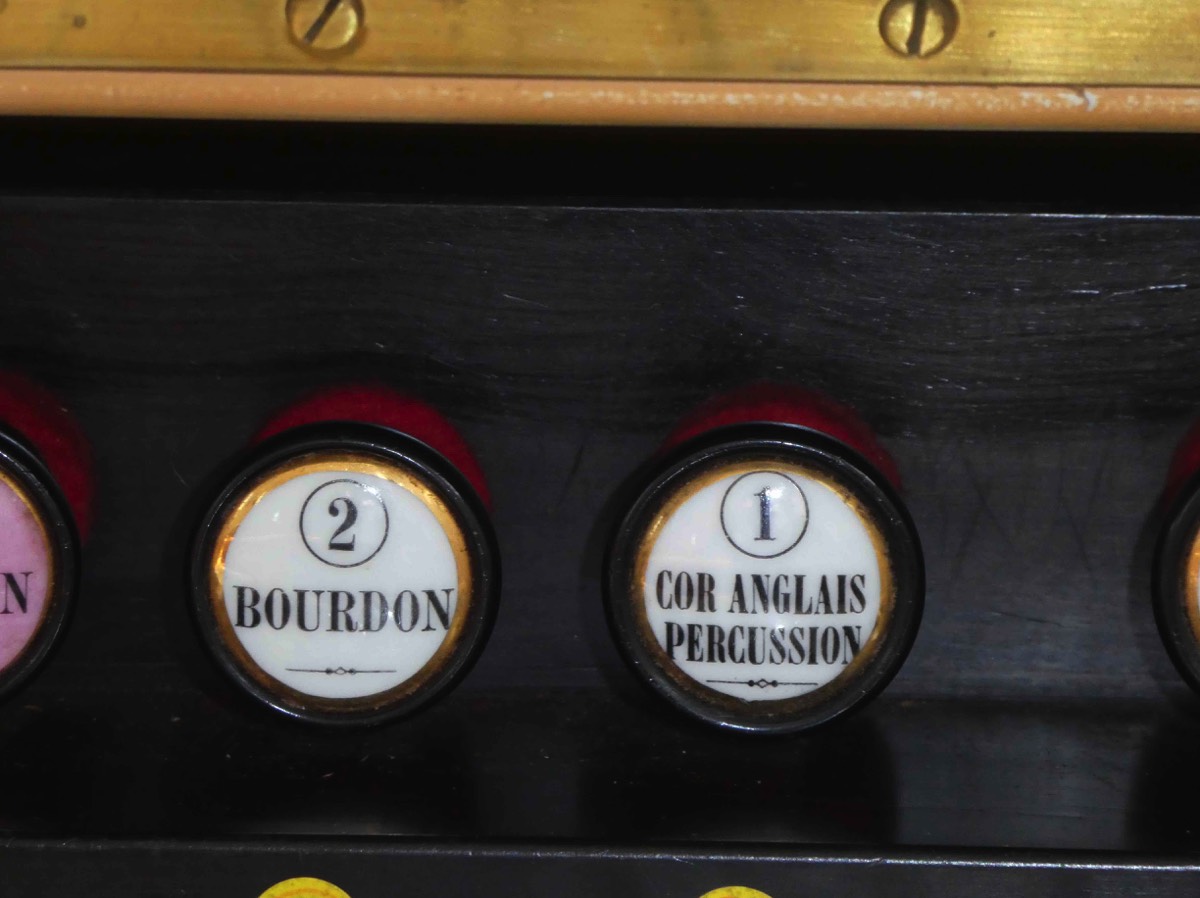 2
BOURDON
1
COR ANGLAIS
PERCUSSION
N